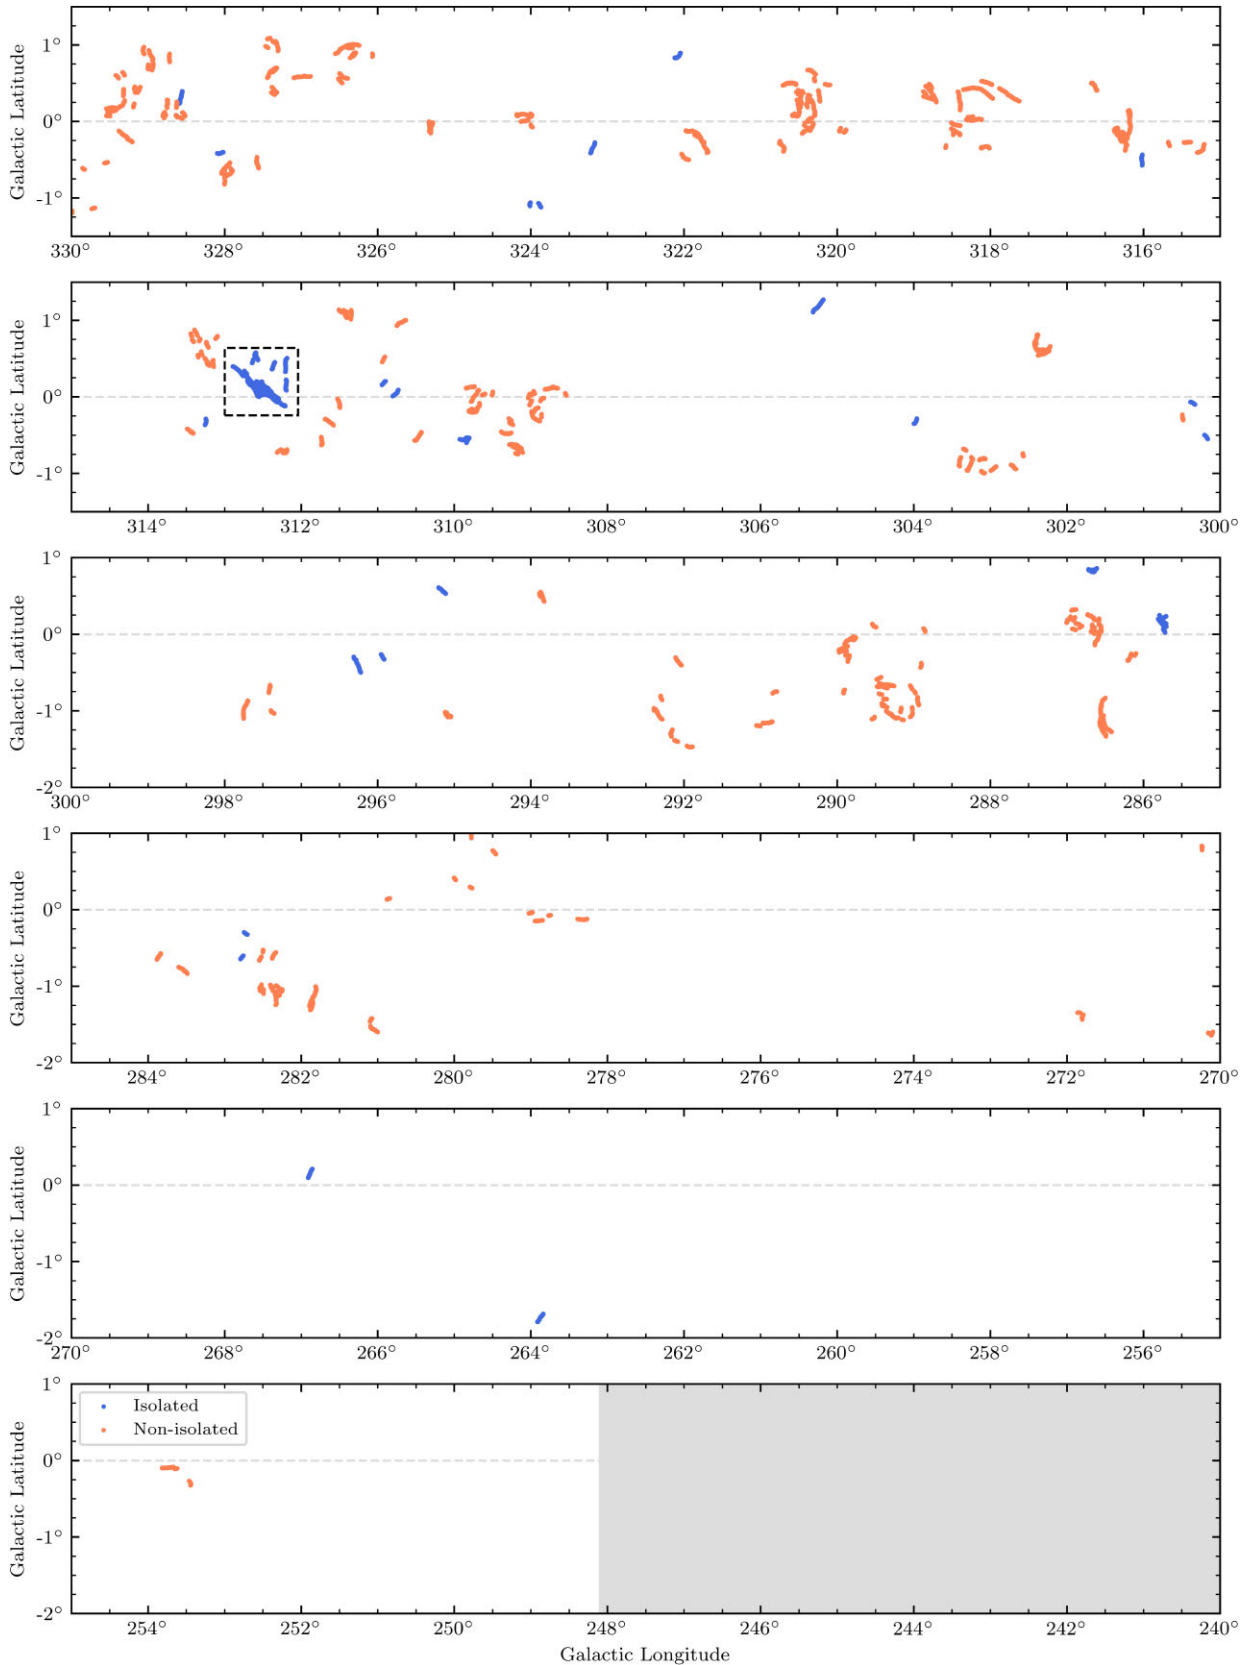 Galactic Latitude
1°
0°
-1°
330° 328° 326° 324° 322° 320° 318° 316°
Galactic Latitude
1°
0°
-1°
314° 312° 310° 308° 306° 304° 302° 300°
Galactic Latitude
1°
0°
-1°
-2°
300° 298° 296° 294° 292° 290° 288° 286°
Galactic Latitude
1°
0°
-1°
-2°
284° 282° 280° 278° 276° 274° 272° 270°
Galactic Latitude
1°
0°
-1°
-2°
270° 268° 266° 264° 262° 260° 258° 256°
Galactic Latitude
1°
0°
-1°
-2°
Isolated
Non-isolated
254° 252° 250° 248° 246° 244° 242° 240°
Galactic Longitude